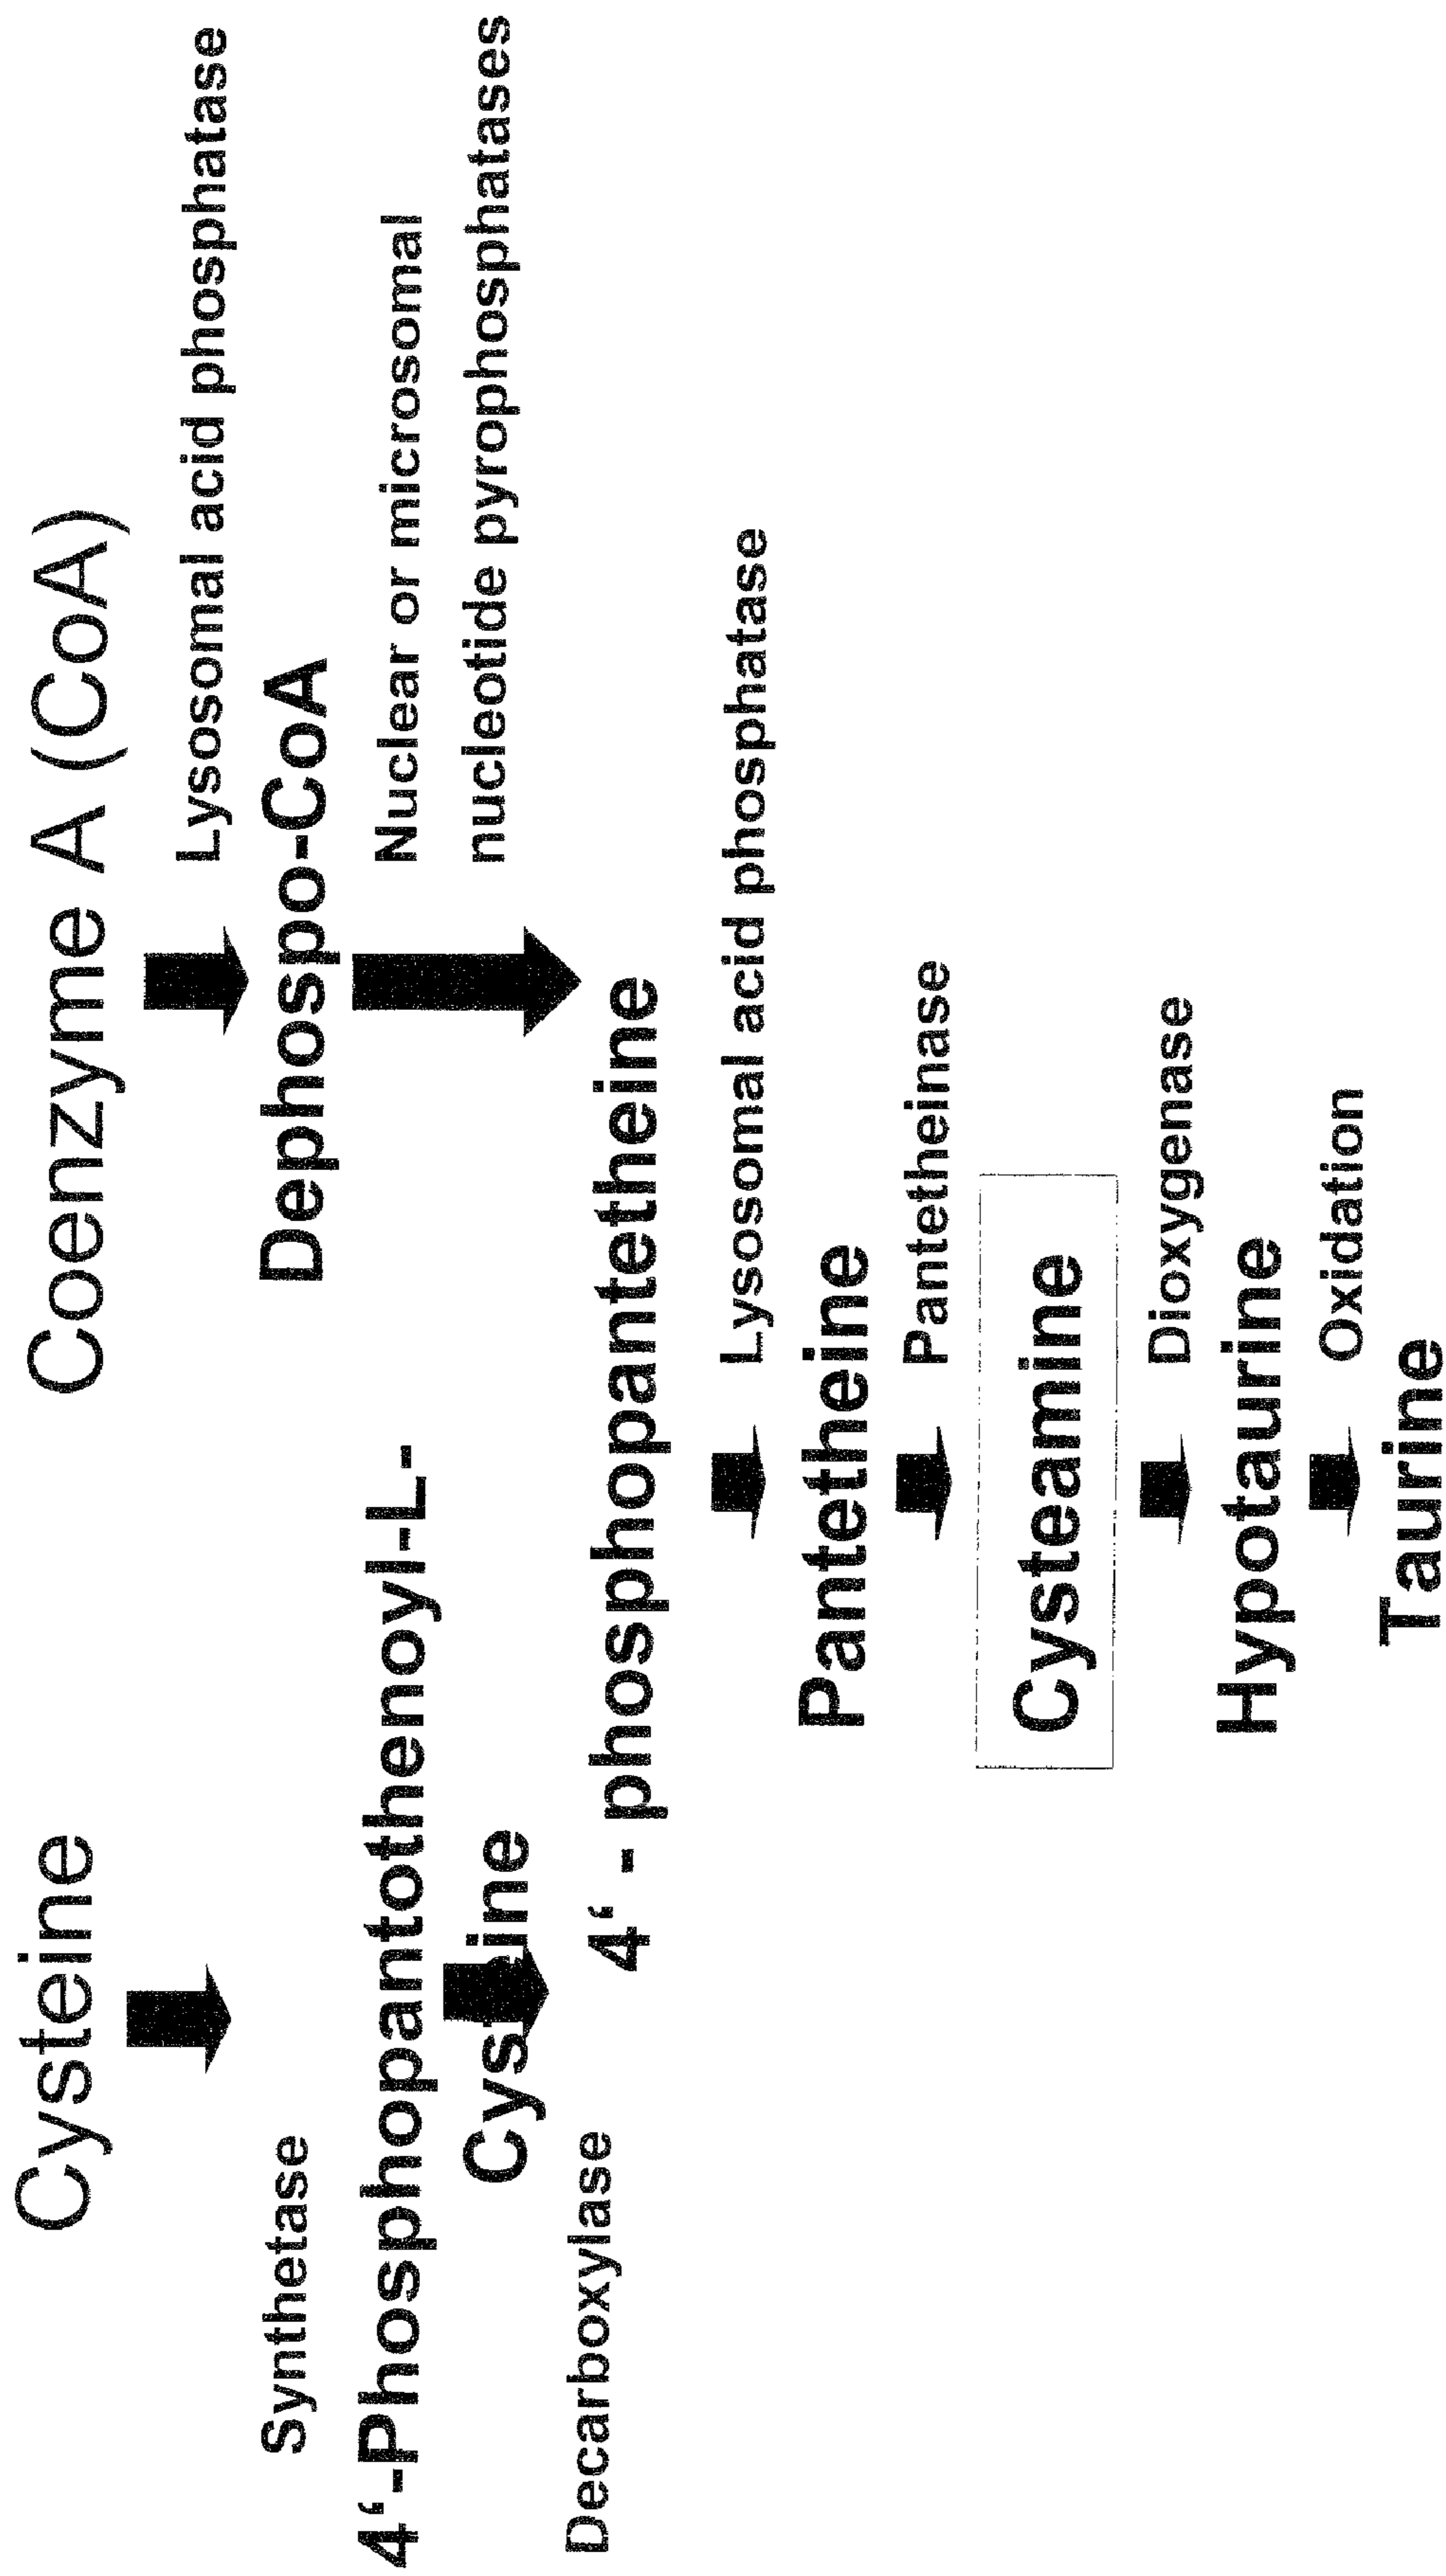 Cysteine
Coenzyme A (CoA)
Lysosomal acid phosphatase
Synthetase
Dephospo-CoA
4‘-Phosphopantothenoyl-L-
Cysteine
Nuclear or microsomal
nucleotide pyrophosphatases
Decarboxylase
4‘ - phosphopantetheine
Lysosomal acid phosphatase
Pantetheine
Pantetheinase
Cysteamine
Dioxygenase
Hypotaurine
Oxidation
Taurine